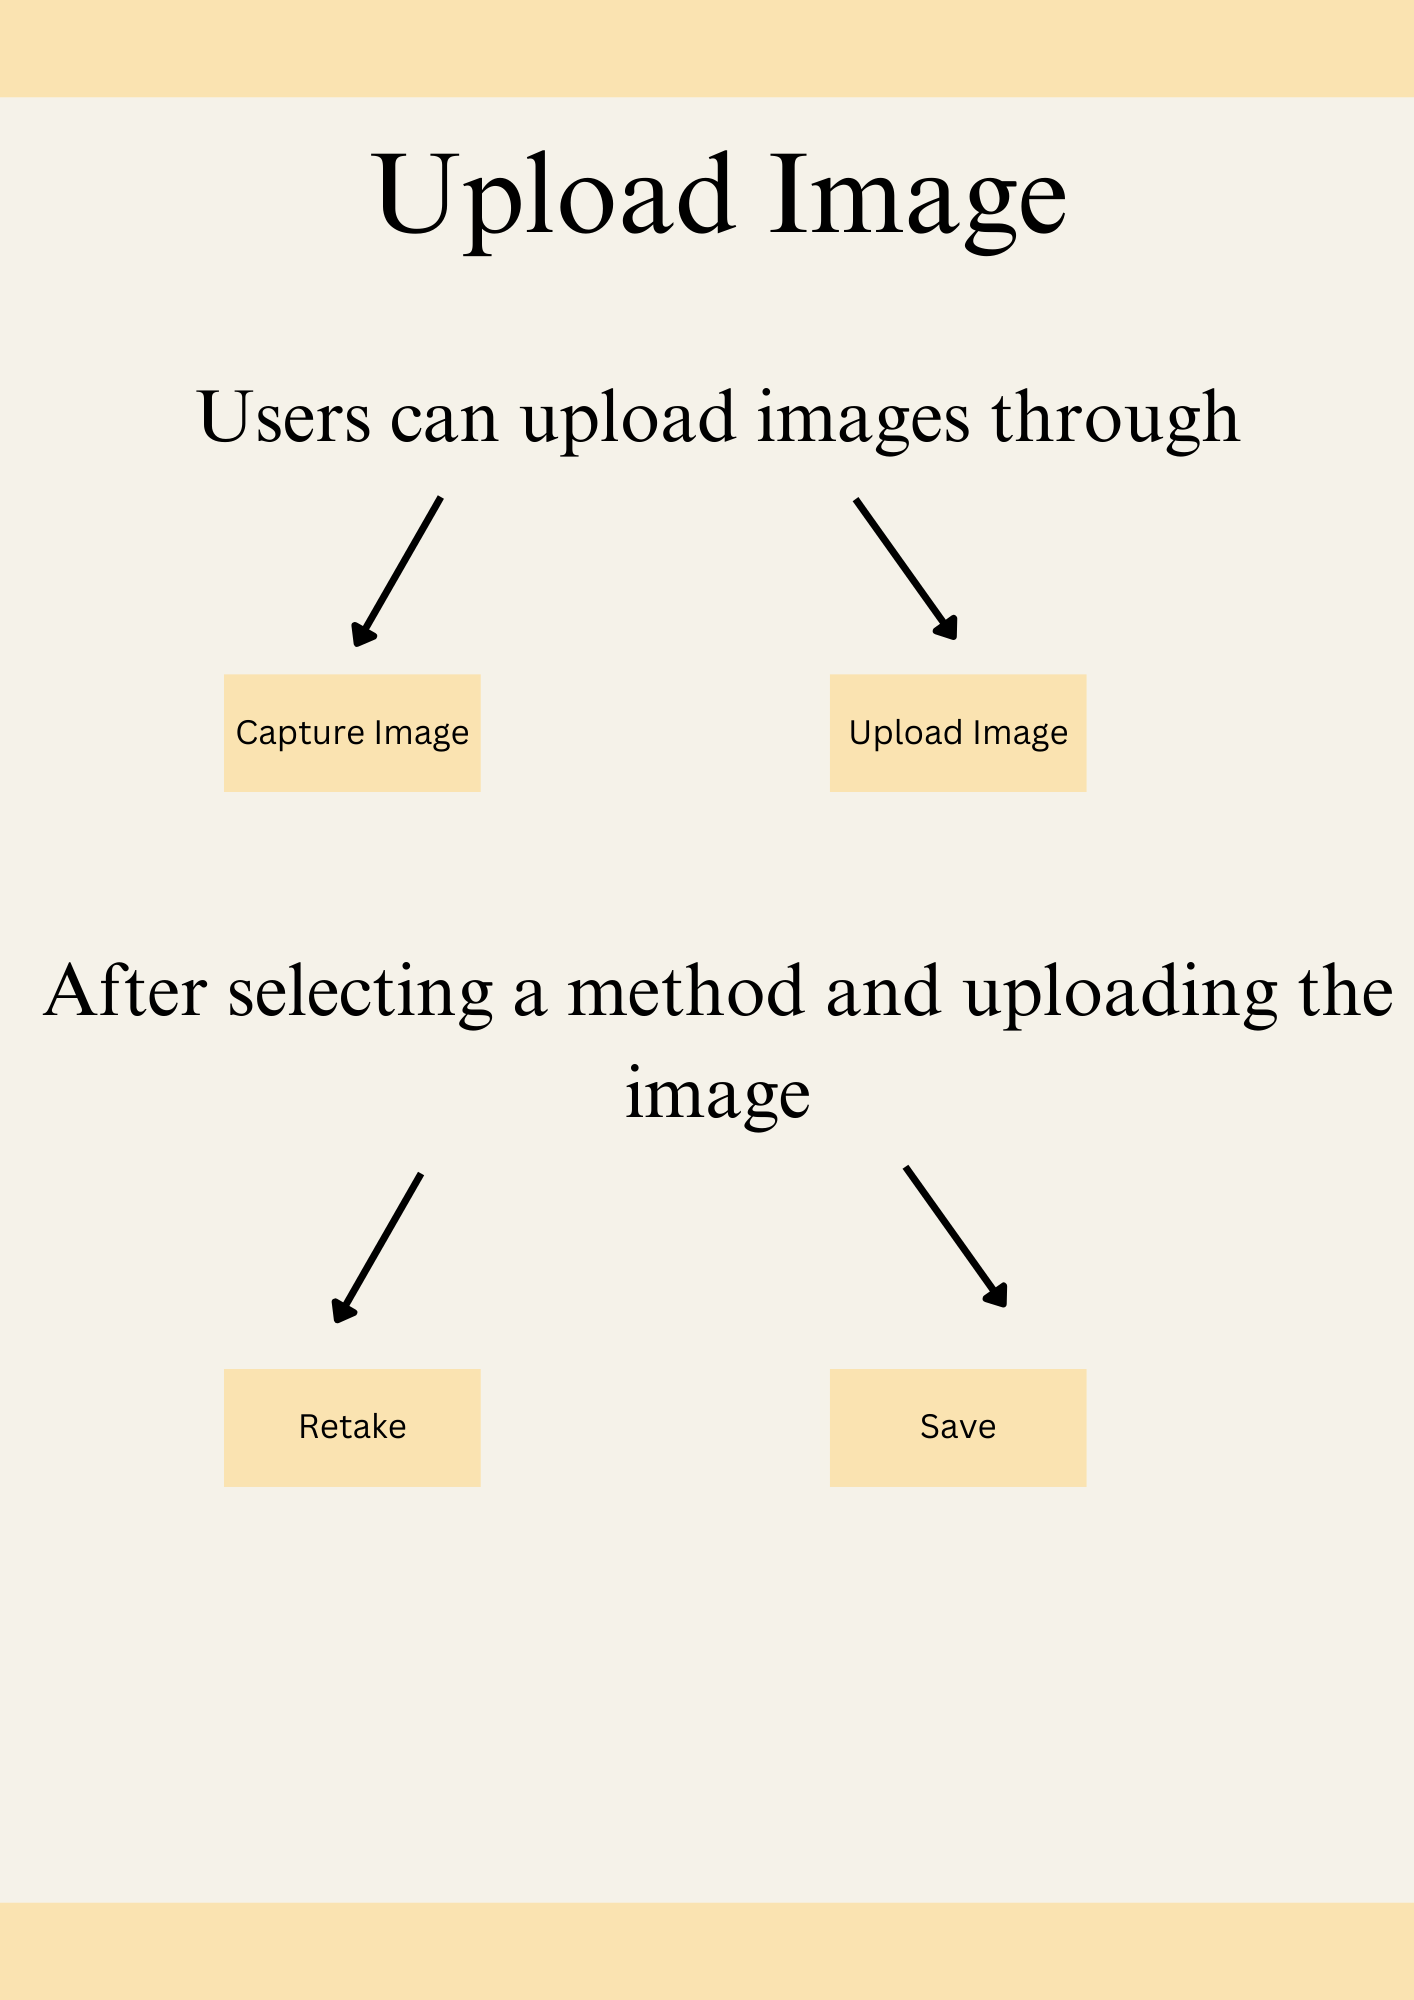 Upload Image
Users can upload images through
Capture Image
Upload Image
After selecting a method and uploading the
image
Retake
Save